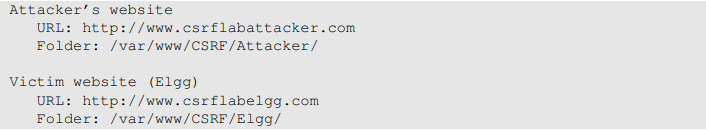 Attacker’s website
URL: http://www.csrflabattacker.com
Folder: /var/www/CSRF/Attacker/
Victim website (Elgg)
URL: http://www.csrflabelgg.com
Folder: /var/www/CSRF/Elgg/